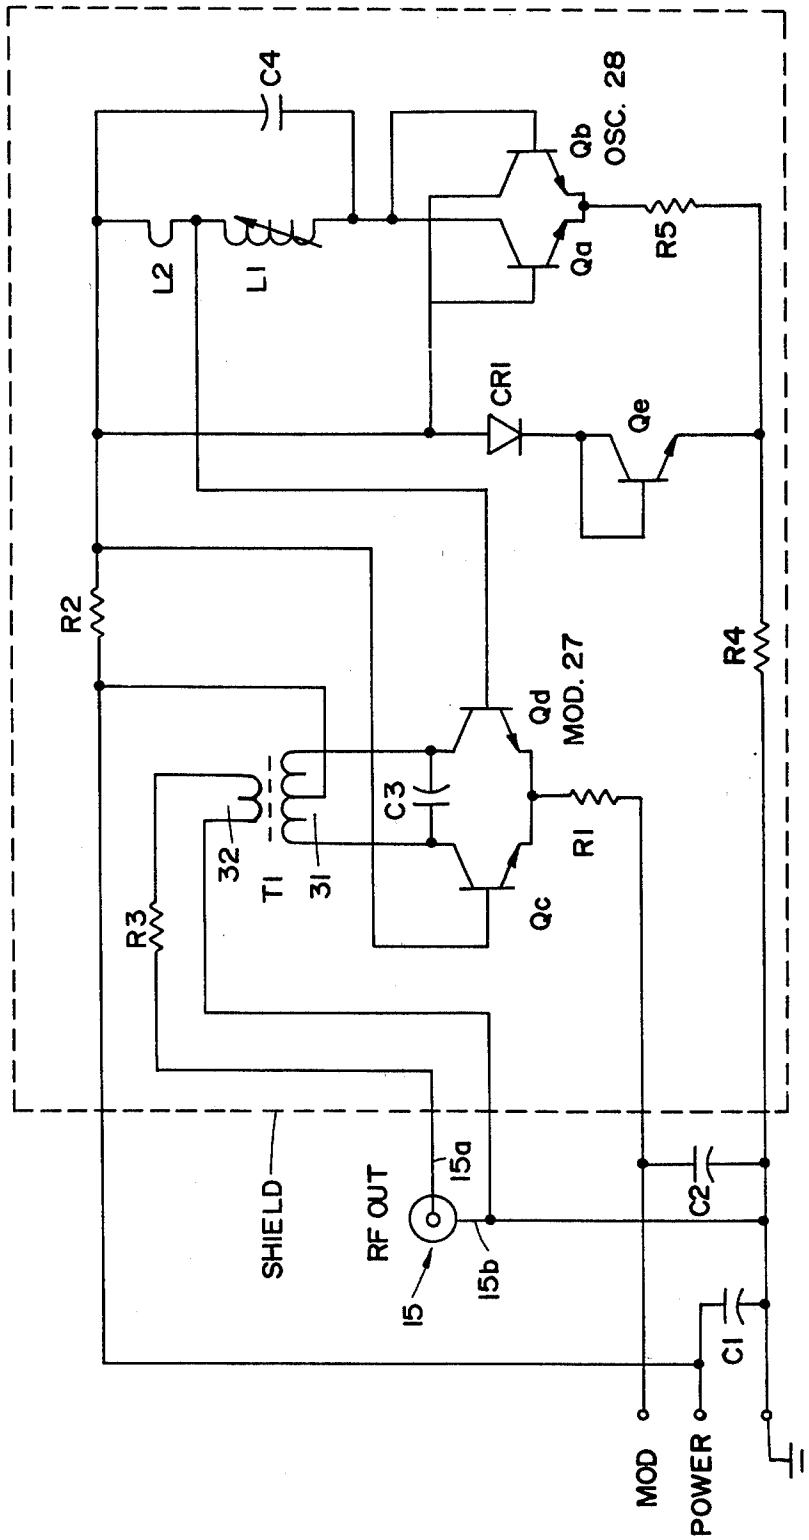 C4
L2
L1
Qb
OSC. 28
Qa
R5
CR1
Qe
R2
R4
Qd
MOD. 27
C3
R1
Qc
32
T1
31
R3
SHIELD
RF OUT
15a
15
15b
C2
C1
MOD
POWER